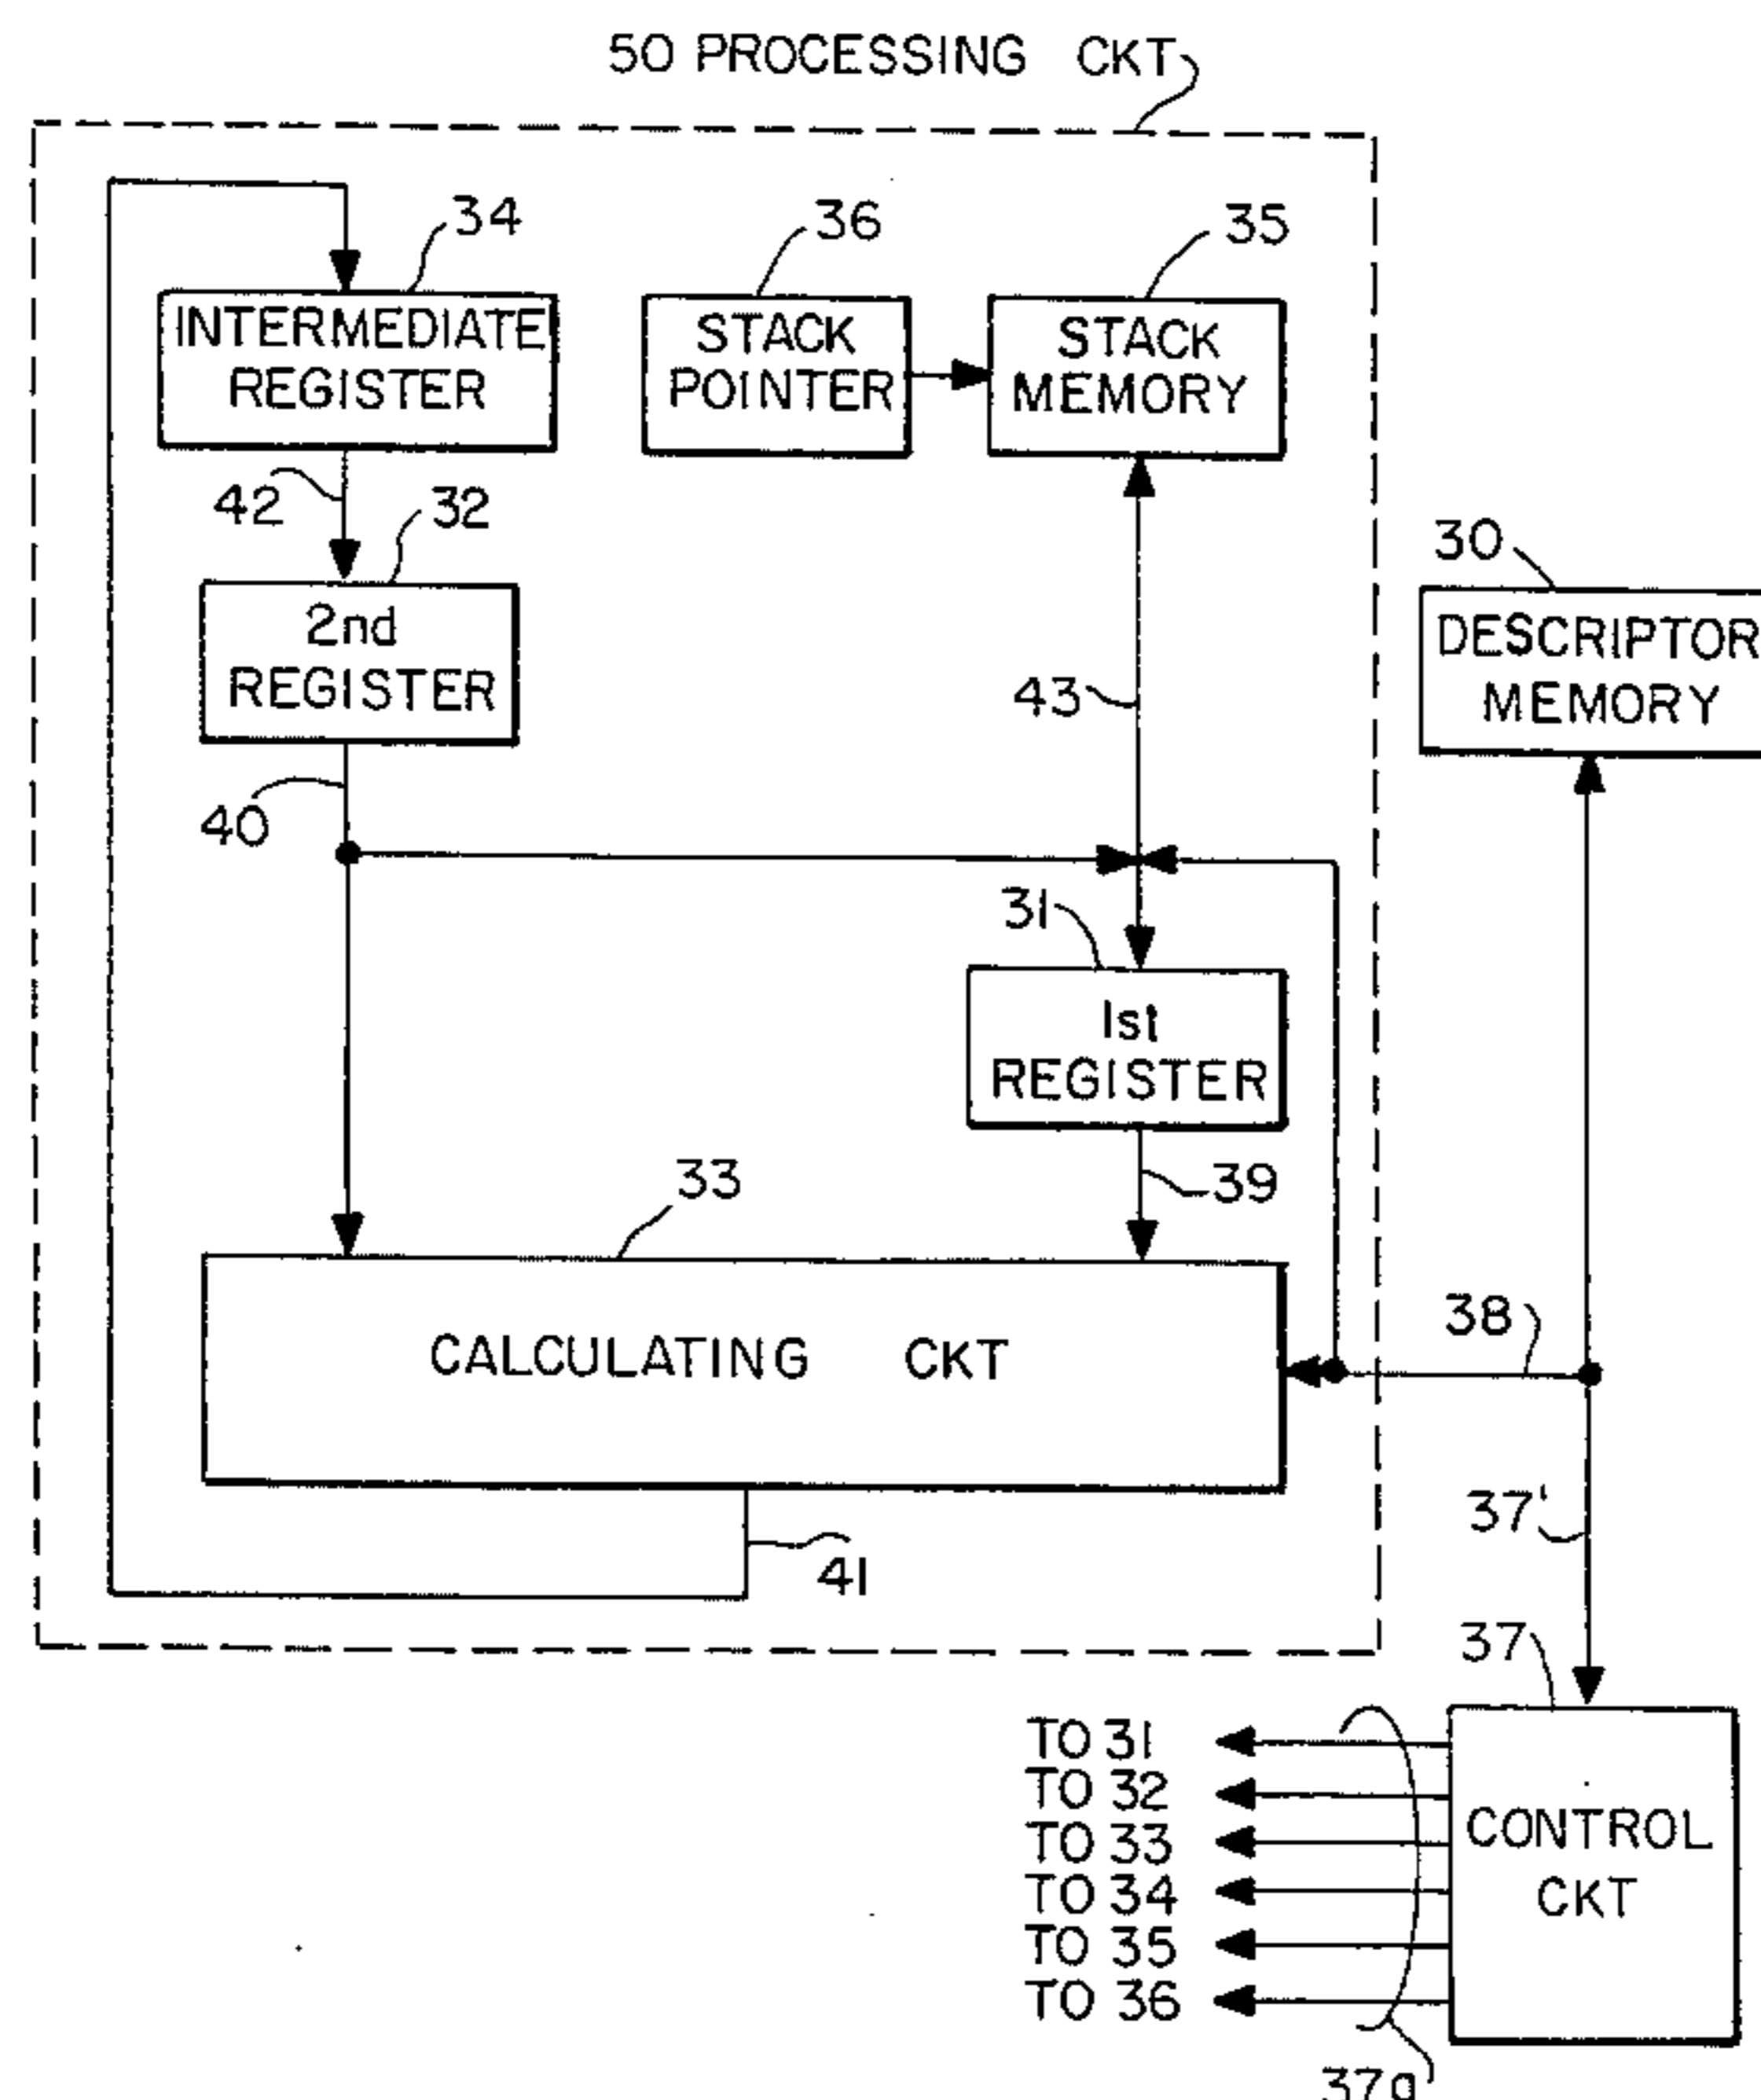 50 PROCESSING CKT
34
36
35
INTERMEDIATE
REGISTER
STACK
POINTER
STACK
MEMORY
42
32
30
2nd
REGISTER
DESCRIPTOR
MEMORY
43
40
31
1st
REGISTER
33
39
CALCULATING CKT
38
37'
41
37
TO 31
TO 32
TO 33
TO 34
TO 35
TO 36
CONTROL
CKT
37a